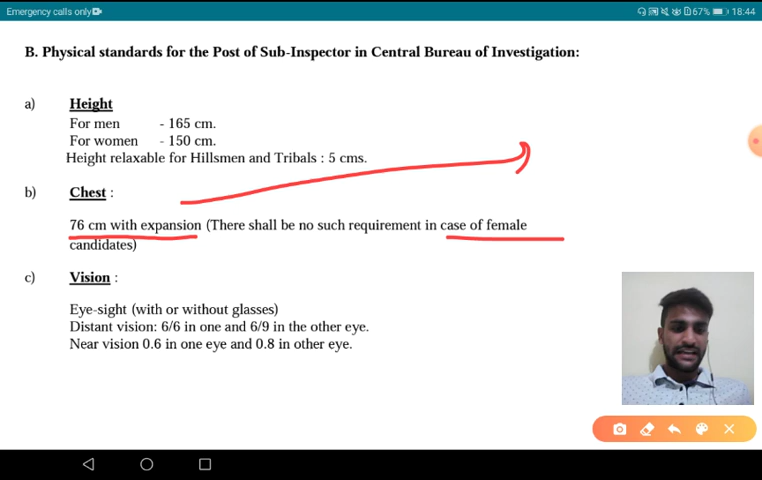 Emergency calls only
67% 18:44
B. Physical standards for the Post of Sub-Inspector in Central Bureau of Investigation:
a) Height
For men - 165 cm.
For women - 150 cm.
Height relaxable for Hillsmen and Tribals : 5 cms.
b) Chest :
76 cm with expansion (There shall be no such requirement in case of female
candidates)
c) Vision :
Eye-sight (with or without glasses)
Distant vision: 6/6 in one and 6/9 in the other eye.
Near vision 0.6 in one eye and 0.8 in other eye.